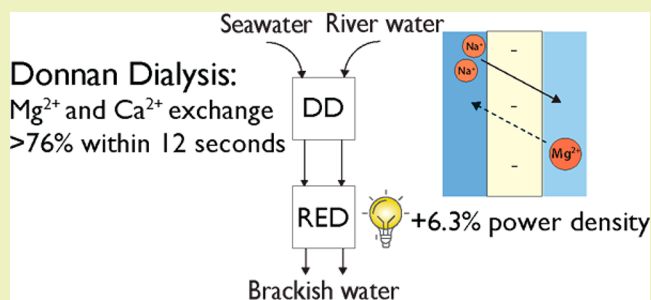 Seawater River water
Donnan Dialysis:
Mg²⁺ and Ca²⁺ exchange
>76% within 12 seconds
DD
Na⁺
Na⁺
-
-
-
Mg²⁺
RED
+6.3% power density
Brackish water